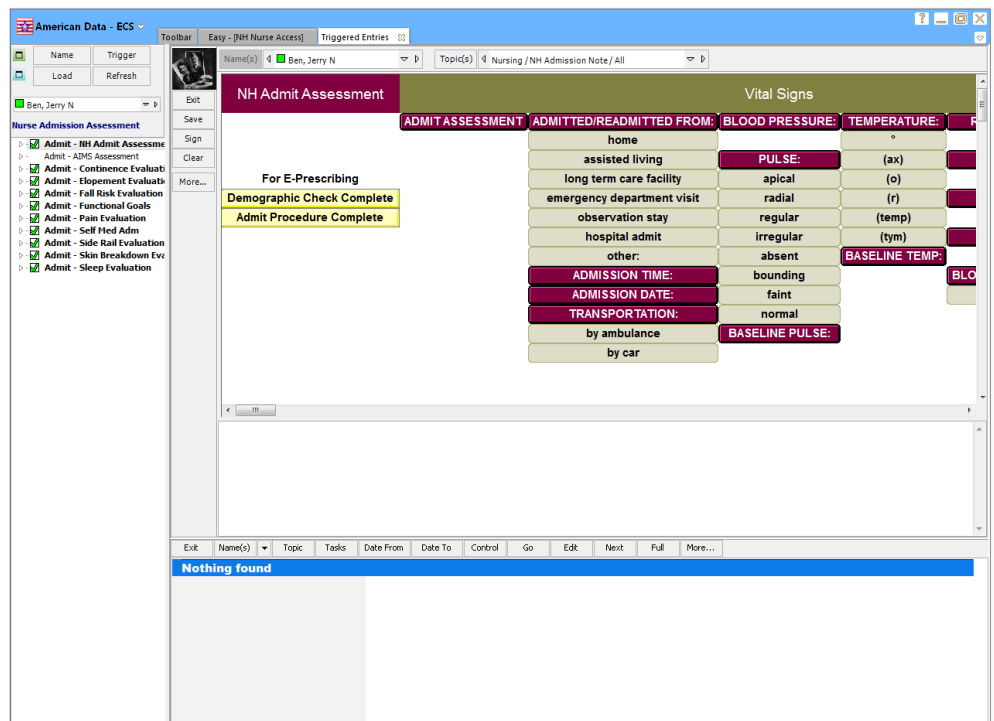 American Data - ECS
Toolbar Easy - [NH Nurse Access] Triggered Entries
Name Trigger
Load Refresh
Ben, Jerry N
Nurse Admission Assessment
Admit - NH Admit Assessme
Admit - AIMS Assessment
Admit - Continence Evaluati
Admit - Elopement Evaluatio
Admit - Fall Risk Evaluation
Admit - Functional Goals
Admit - Pain Evaluation
Admit - Self Med Adm
Admit - Side Rail Evaluation
Admit - Skin Breakdown Eva
Admit - Sleep Evaluation
Exit
Save
Sign
Clear
More...
Name(s) Ben, Jerry N Topic(s) Nursing / NH Admission Note / All
NH Admit Assessment
Vital Signs
For E-Prescribing
Demographic Check Complete
Admit Procedure Complete
ADMIT ASSESSMENT
ADMITTED/READMITTED FROM:
home
assisted living
long term care facility
emergency department visit
observation stay
hospital admit
other:
ADMISSION TIME:
ADMISSION DATE:
TRANSPORTATION:
by ambulance
by car
BLOOD PRESSURE:
PULSE:
apical
radial
regular
irregular
absent
bounding
faint
normal
BASELINE PULSE:
TEMPERATURE:
°
(ax)
(o)
(r)
(temp)
(tym)
BASELINE TEMP:
R
BLO
Exit Name(s) Topic Tasks Date From Date To Control Go Edit Next Full More...
Nothing found